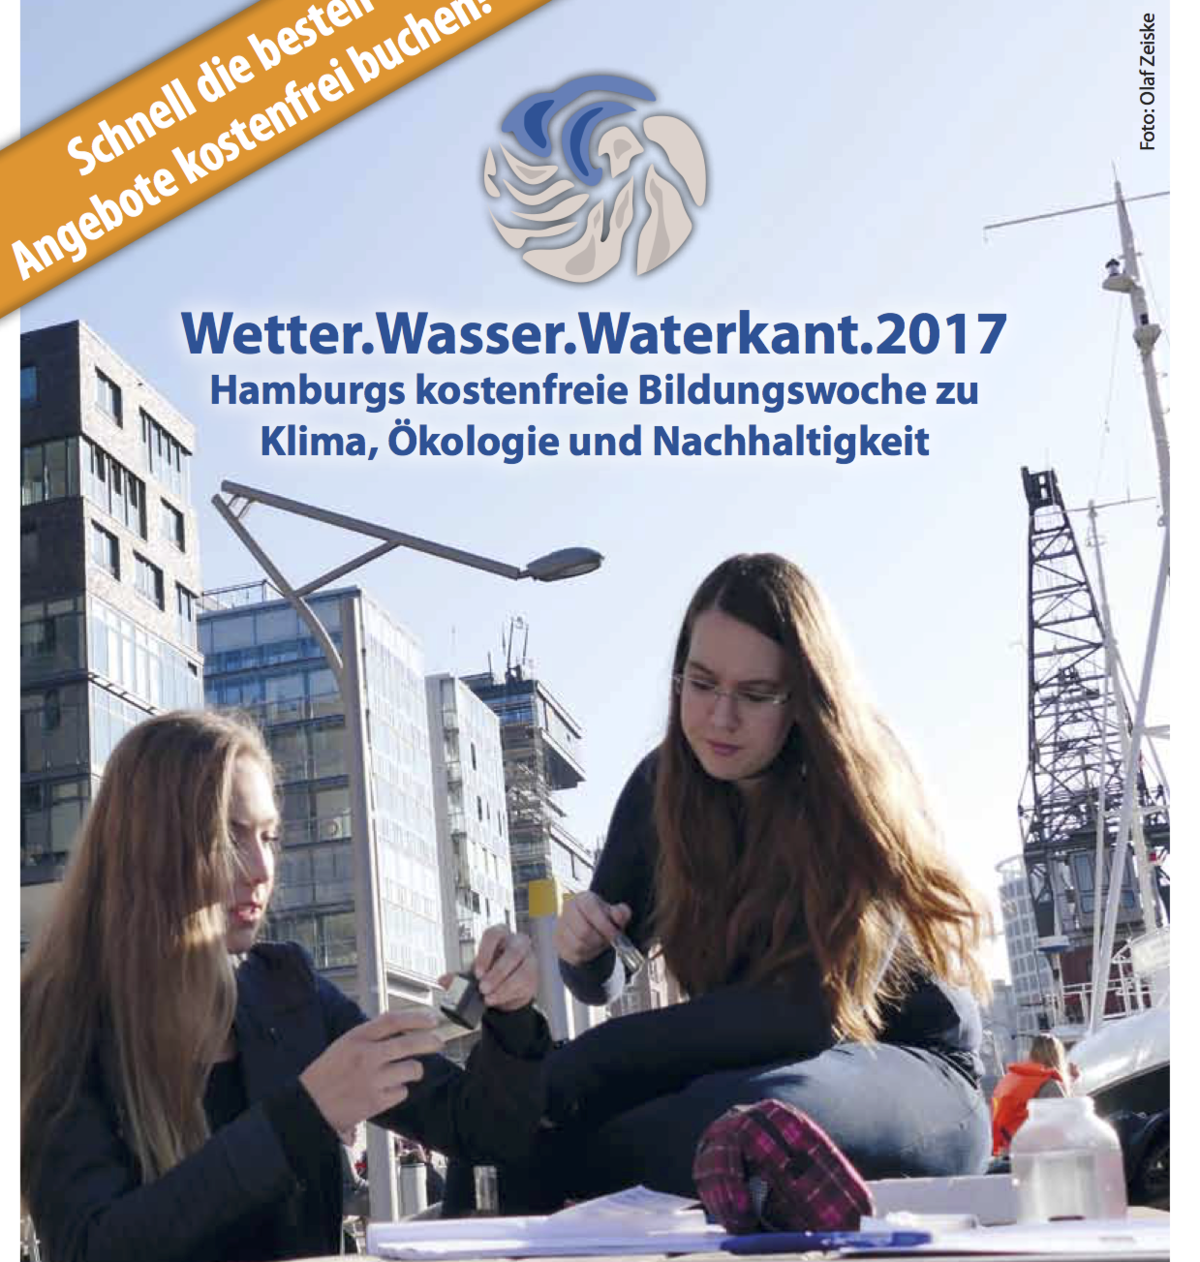 Schnell die besten
Angebote kostenfrei buchen!
Foto: Olaf Zeiske
Wetter.Wasser.Waterkant.2017
Hamburgs kostenfreie Bildungswoche zu
Klima, Ökologie und Nachhaltigkeit